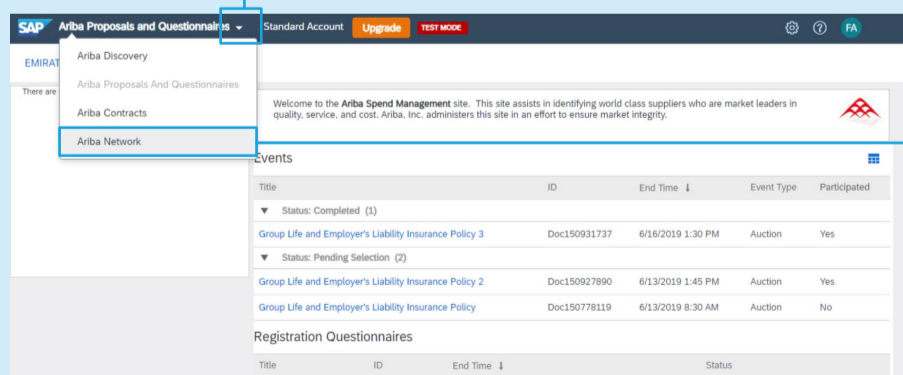 SAP Ariba Proposals and Questionnaires Standard Account Upgrade TEST MODE FA
EMIRAT
Ariba Discovery
Ariba Proposals And Questionnaires
Ariba Contracts
Ariba Network
There are
Welcome to the Ariba Spend Management site. This site assists in identifying world class suppliers who are market leaders in
quality, service, and cost. Ariba, Inc. administers this site in an effort to ensure market integrity.
Events
Title ID End Time ↓ Event Type Participated
▼ Status: Completed (1)
Group Life and Employer's Liability Insurance Policy 3 Doc150931737 6/16/2019 1:30 PM Auction Yes
▼ Status: Pending Selection (2)
Group Life and Employer's Liability Insurance Policy 2 Doc150927890 6/13/2019 1:45 PM Auction Yes
Group Life and Employer's Liability Insurance Policy Doc150778119 6/13/2019 8:30 AM Auction No
Registration Questionnaires
Title ID End Time ↓ Status